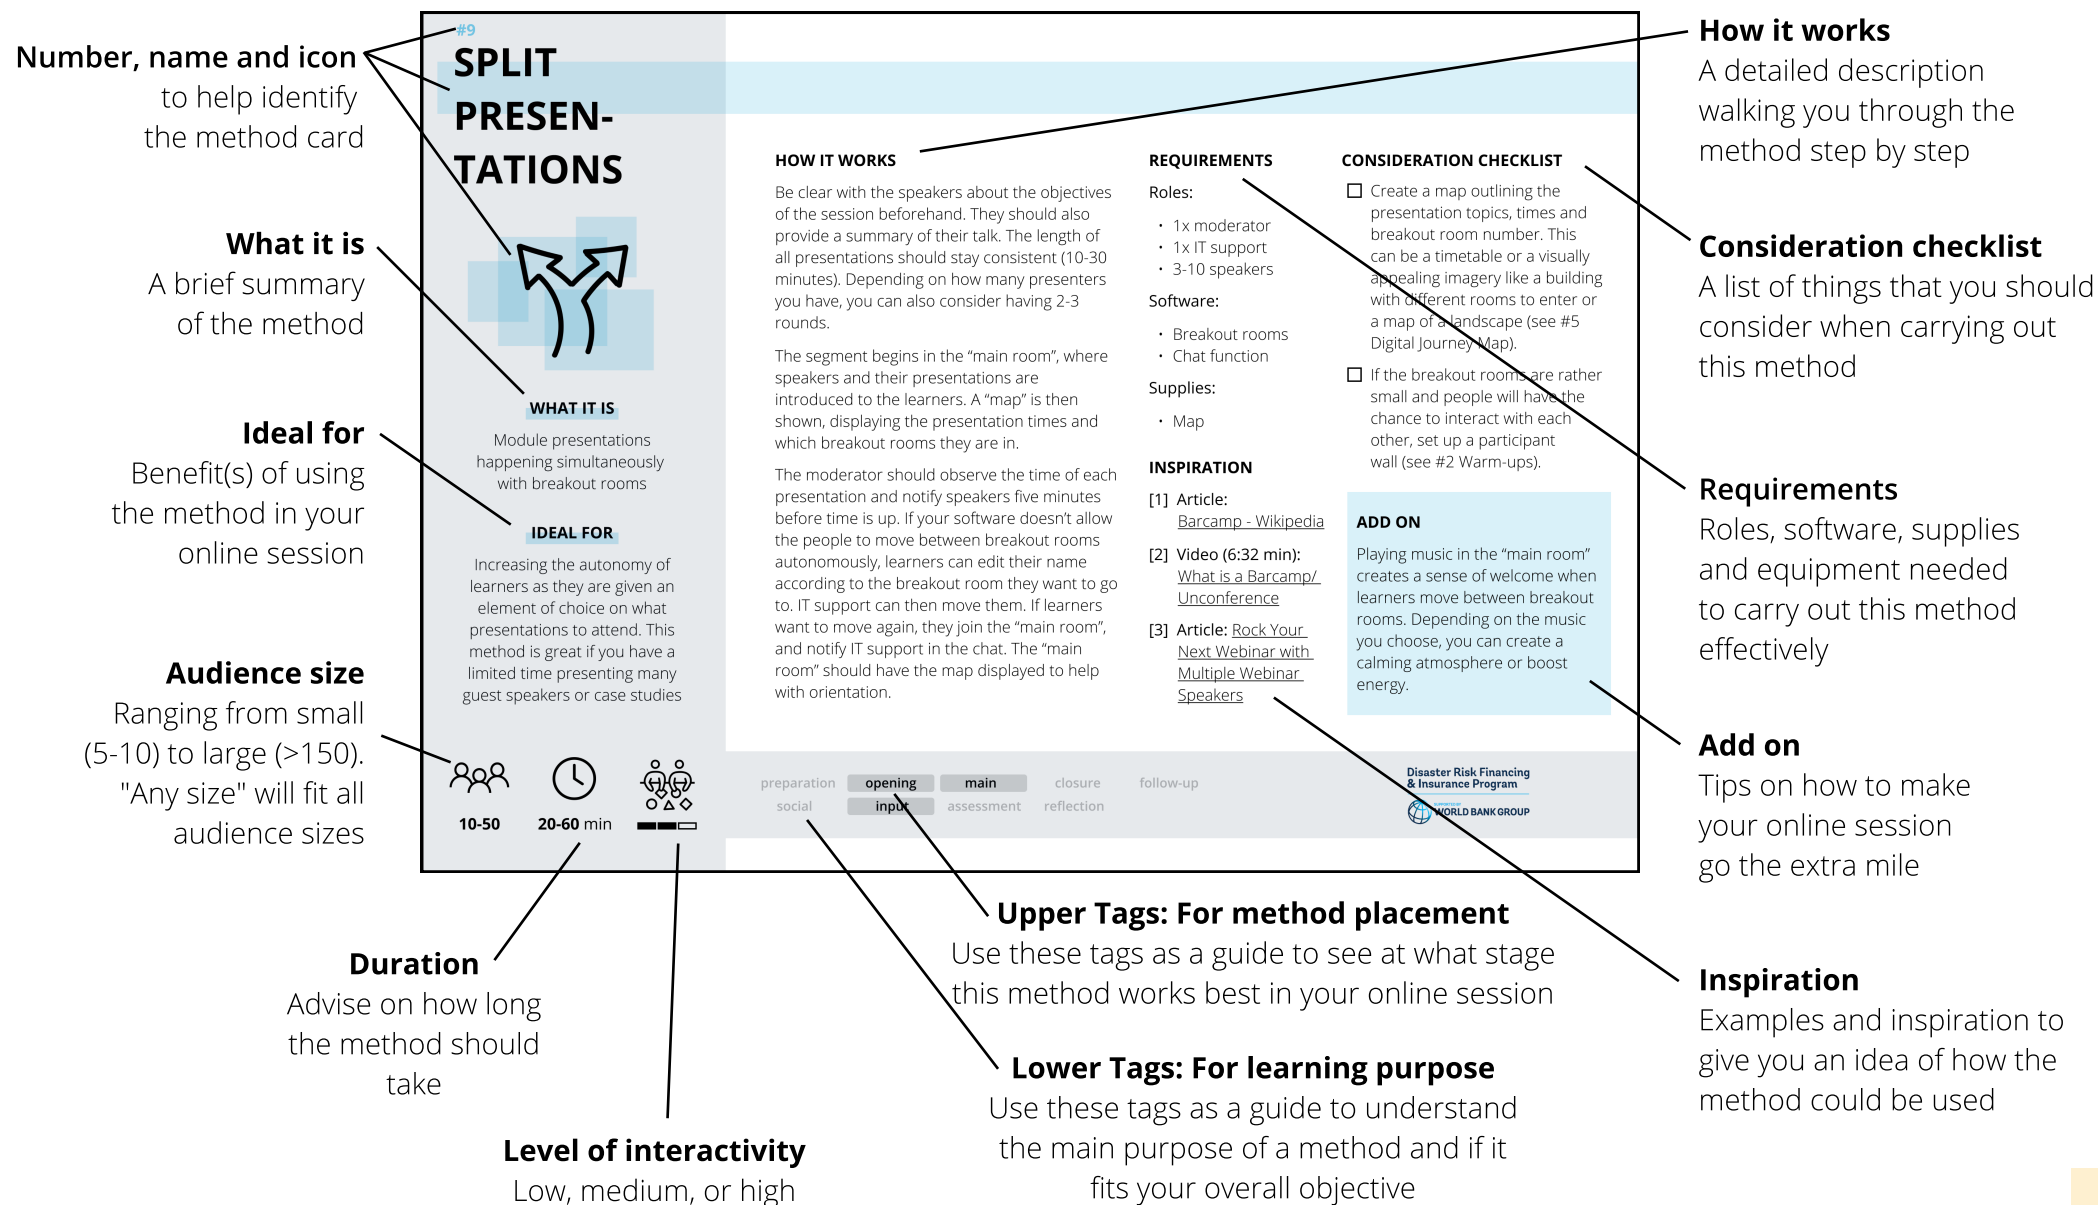 Number, name and icon
to help identify
the method card
What it is
A brief summary
of the method
Ideal for
Benefit(s) of using
the method in your
online session
Audience size
Ranging from small
(5-10) to large (>150).
"Any size" will fit all
audience sizes
#9
SPLIT
PRESEN-
TATIONS
WHAT IT IS
Module presentations
happening simultaneously
with breakout rooms
IDEAL FOR
Increasing the autonomy of
learners as they are given an
element of choice on what
presentations to attend. This
method is great if you have a
limited time presenting many
guest speakers or case studies
10-50
20-60 min
HOW IT WORKS
Be clear with the speakers about the objectives
of the session beforehand. They should also
provide a summary of their talk. The length of
all presentations should stay consistent (10-30
minutes). Depending on how many presenters
you have, you can also consider having 2-3
rounds.
The segment begins in the “main room”, where
speakers and their presentations are
introduced to the learners. A “map” is then
shown, displaying the presentation times and
which breakout rooms they are in.
The moderator should observe the time of each
presentation and notify speakers five minutes
before time is up. If your software doesn’t allow
the people to move between breakout rooms
autonomously, learners can edit their name
according to the breakout room they want to go
to. IT support can then move them. If learners
want to move again, they join the “main room”,
and notify IT support in the chat. The “main
room” should have the map displayed to help
with orientation.
REQUIREMENTS
Roles:
• 1x moderator
• 1x IT support
• 3-10 speakers
Software:
• Breakout rooms
• Chat function
Supplies:
• Map
INSPIRATION
[1] Article:
Barcamp - Wikipedia
[2] Video (6:32 min):
What is a Barcamp/
Unconference
[3] Article: Rock Your
Next Webinar with
Multiple Webinar
Speakers
CONSIDERATION CHECKLIST
Create a map outlining the
presentation topics, times and
breakout room number. This
can be a timetable or a visually
appealing imagery like a building
with different rooms to enter or
a map of a landscape (see #5
Digital Journey Map).
If the breakout rooms are rather
small and people will have the
chance to interact with each
other, set up a participant
wall (see #2 Warm-ups).
ADD ON
Playing music in the “main room”
creates a sense of welcome when
learners move between breakout
rooms. Depending on the music
you choose, you can create a
calming atmosphere or boost
energy.
preparation opening main closure follow-up
social input assessment reflection
Disaster Risk Financing
& Insurance Program
SUPPORTED BY
WORLD BANK GROUP
How it works
A detailed description
walking you through the
method step by step
Consideration checklist
A list of things that you should
consider when carrying out
this method
Requirements
Roles, software, supplies
and equipment needed
to carry out this method
effectively
Add on
Tips on how to make
your online session
go the extra mile
Inspiration
Examples and inspiration to
give you an idea of how the
method could be used
Duration
Advise on how long
the method should
take
Level of interactivity
Low, medium, or high
Upper Tags: For method placement
Use these tags as a guide to see at what stage
this method works best in your online session
Lower Tags: For learning purpose
Use these tags as a guide to understand
the main purpose of a method and if it
fits your overall objective